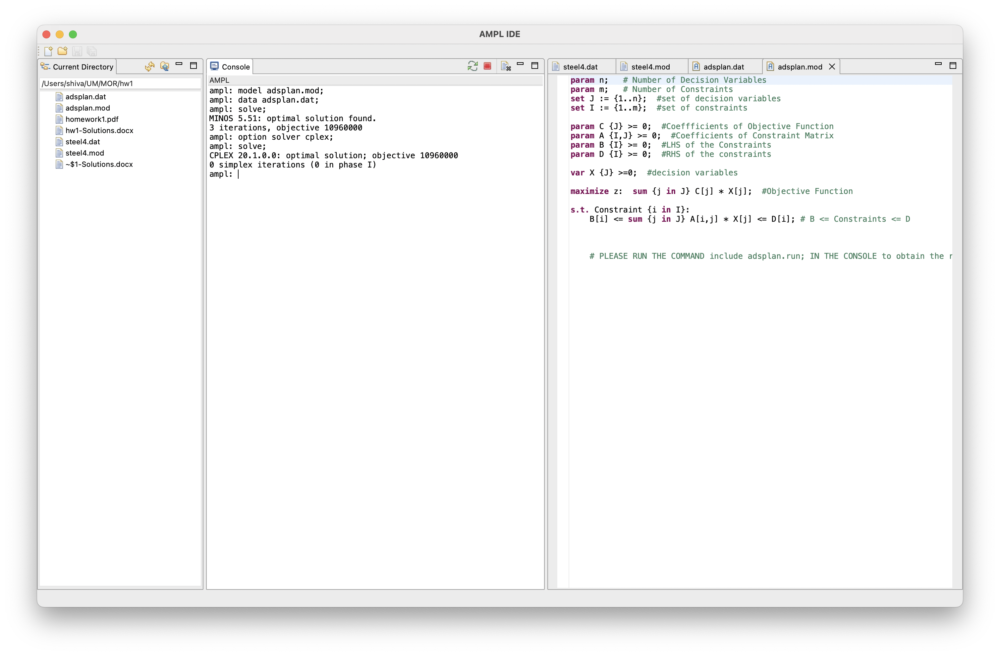 AMPL IDE
Current Directory
/Users/shiva/UM/MOR/hw1
adsplan.dat
adsplan.mod
homework1.pdf
hw1-Solutions.docx
steel4.dat
steel4.mod
~$1-Solutions.docx
Console
AMPL
ampl: model adsplan.mod;
ampl: data adsplan.dat;
ampl: solve;
MINOS 5.51: optimal solution found.
3 iterations, objective 10960000
ampl: option solver cplex;
ampl: solve;
CPLEX 20.1.0.0: optimal solution; objective 10960000
0 simplex iterations (0 in phase I)
ampl:
steel4.dat steel4.mod adsplan.dat adsplan.mod
param n;   # Number of Decision Variables
param m;   # Number of Constraints
set J := {1..n};  #set of decision variables
set I := {1..m};  #set of constraints
param C {J} >= 0;  #Coeffficients of Objective Function
param A {I,J} >= 0;  #Coefficients of Constraint Matrix
param B {I} >= 0;  #LHS of the Constraints
param D {I} >= 0;  #RHS of the constraints
var X {J} >=0;  #decision variables
maximize z:  sum {j in J} C[j] * X[j];  #Objective Function
s.t. Constraint {i in I}:
B[i] <= sum {j in J} A[i,j] * X[j] <= D[i]; # B <= Constraints <= D
# PLEASE RUN THE COMMAND include adsplan.run; IN THE CONSOLE to obtain the r